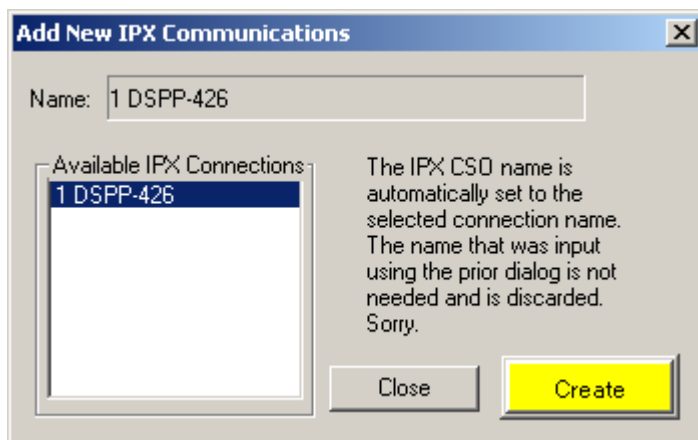 Add New IPX Communications
Name: 1 DSPP-426
Available IPX Connections
1 DSPP-426
The IPX CSO name is
automatically set to the
selected connection name.
The name that was input
using the prior dialog is not
needed and is discarded.
Sorry.
Close
Create